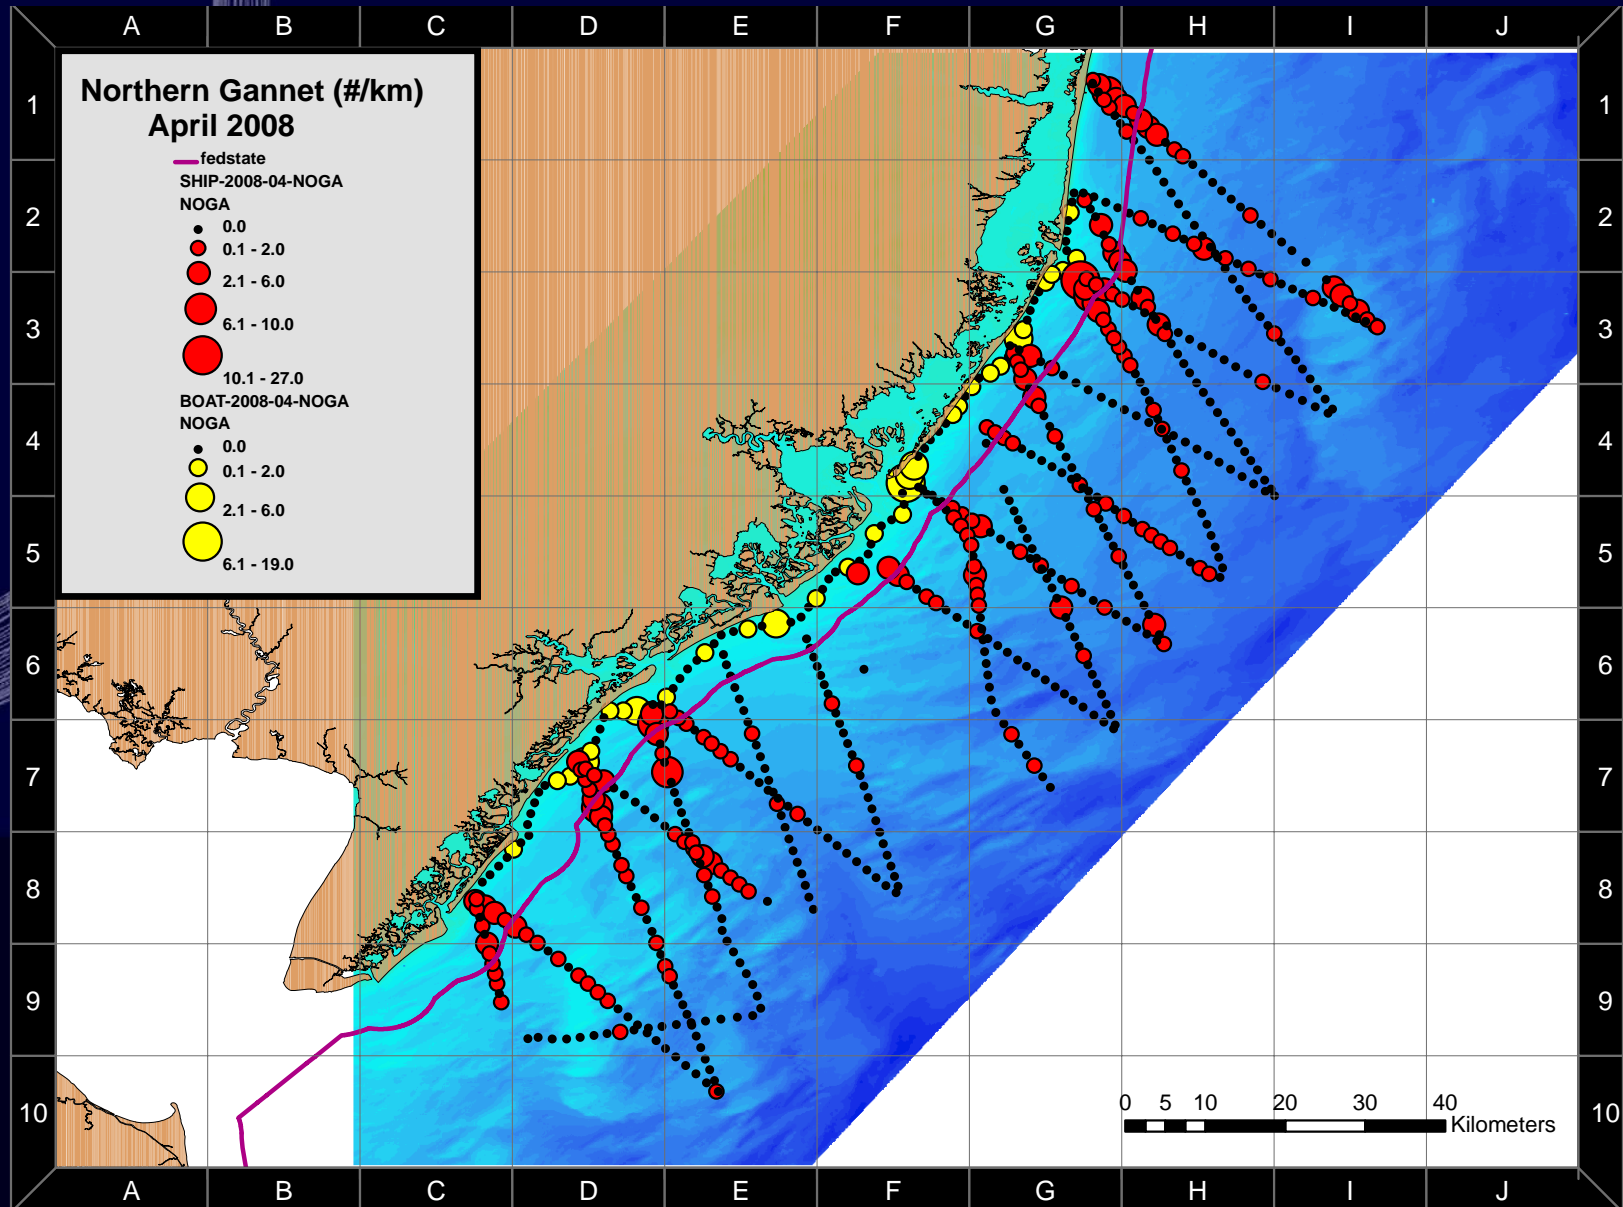 A B C D E F G H I J
Northern Gannet (#/km)
April 2008
fedstate
SHIP-2008-04-NOGA
NOGA
0.0
0.1 - 2.0
2.1 - 6.0
6.1 - 10.0
10.1 - 27.0
BOAT-2008-04-NOGA
NOGA
0.0
0.1 - 2.0
2.1 - 6.0
6.1 - 19.0
1 1
2 2
3 3
4 4
5 5
6 6
7 7
8 8
9 9
10 10
0 5 10 20 30 40
Kilometers
A B C D E F G H I J